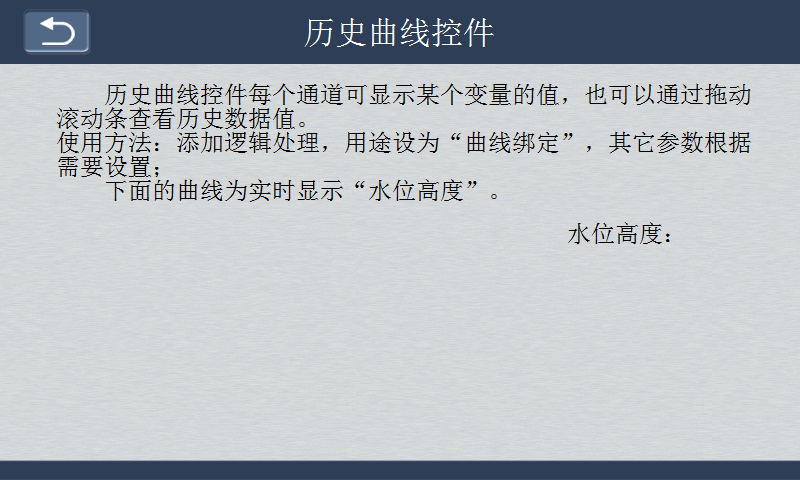 历史曲线控件
历史曲线控件每个通道可显示某个变量的值，也可以通过拖动
滚动条查看历史数据值。
使用方法：添加逻辑处理，用途设为“曲线绑定”，其它参数根据
需要设置；
下面的曲线为实时显示“水位高度”。
水位高度：